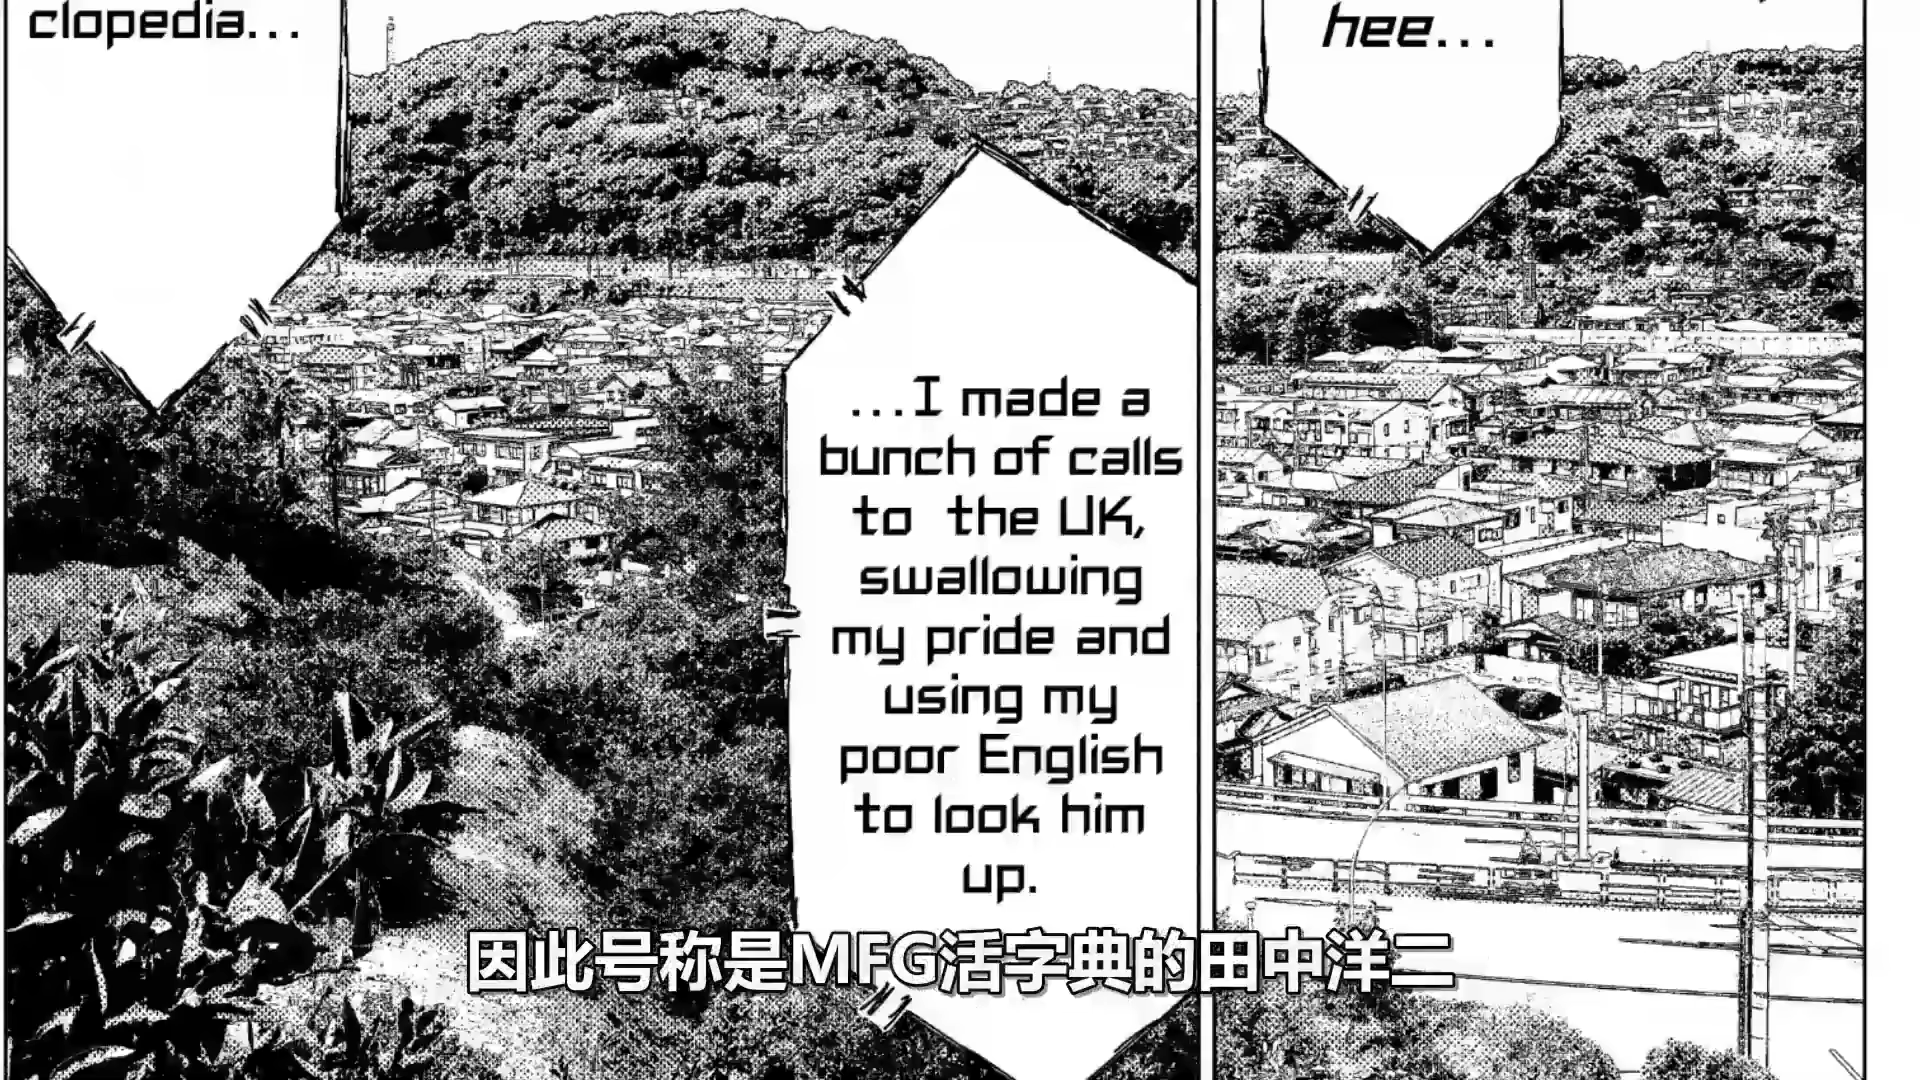 clopedia...
hee...
...I made a
bunch of calls
to the UK,
swallowing
my pride and
using my
poor English
to look him
up.
因此号称是MFG活字典的田中洋二